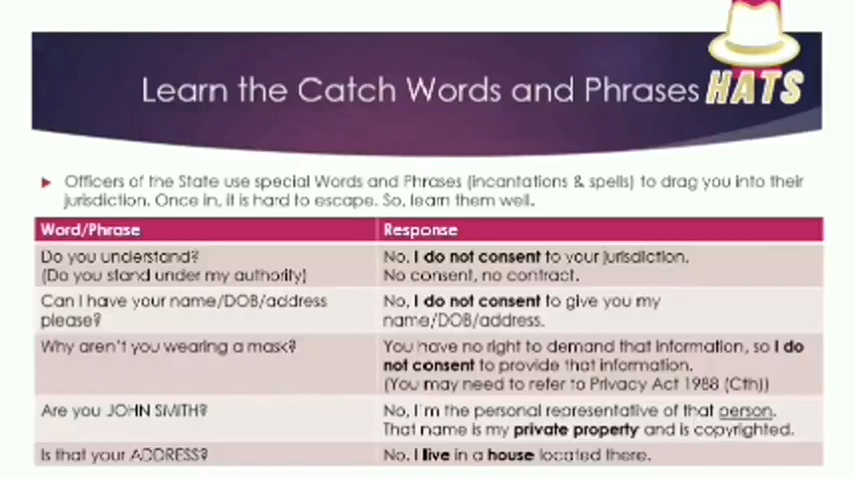 HATS
Learn the Catch Words and Phrases
Officers of the State use special Words and Phrases (incantations & spells) to drag you into their
jurisdiction. Once in, it is hard to escape. So, learn them well.
Word/Phrase
Response
Do you understand?
(Do you stand under my authority)
No, I do not consent to your jurisdiction.
No consent, no contract.
Can I have your name/DOB/address
please?
No, I do not consent to give you my
name/DOB/address.
Why aren't you wearing a mask?
You have no right to demand that information, so I do
not consent to provide that information.
(You may need to refer to Privacy Act 1988 (Cth))
Are you JOHN SMITH?
No, I'm the personal representative of that person.
That name is my private property and is copyrighted.
Is that your ADDRESS?
No, I live in a house located there.